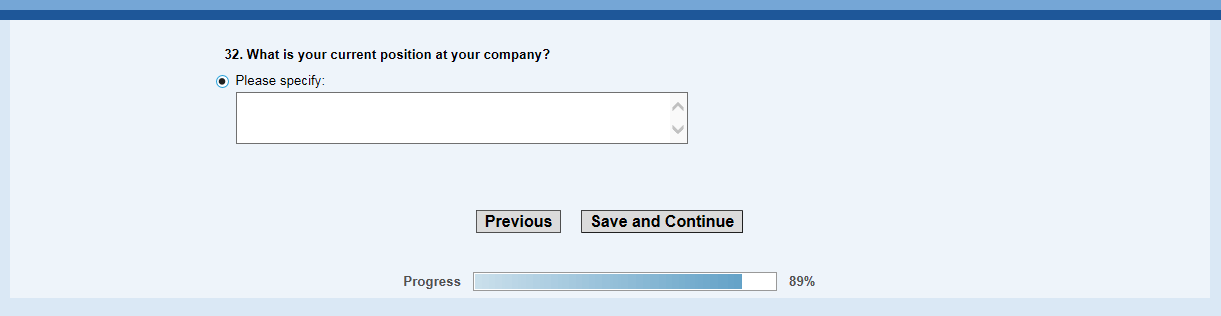 32. What is your current position at your company?
Please specify:
Previous Save and Continue
Progress 89%